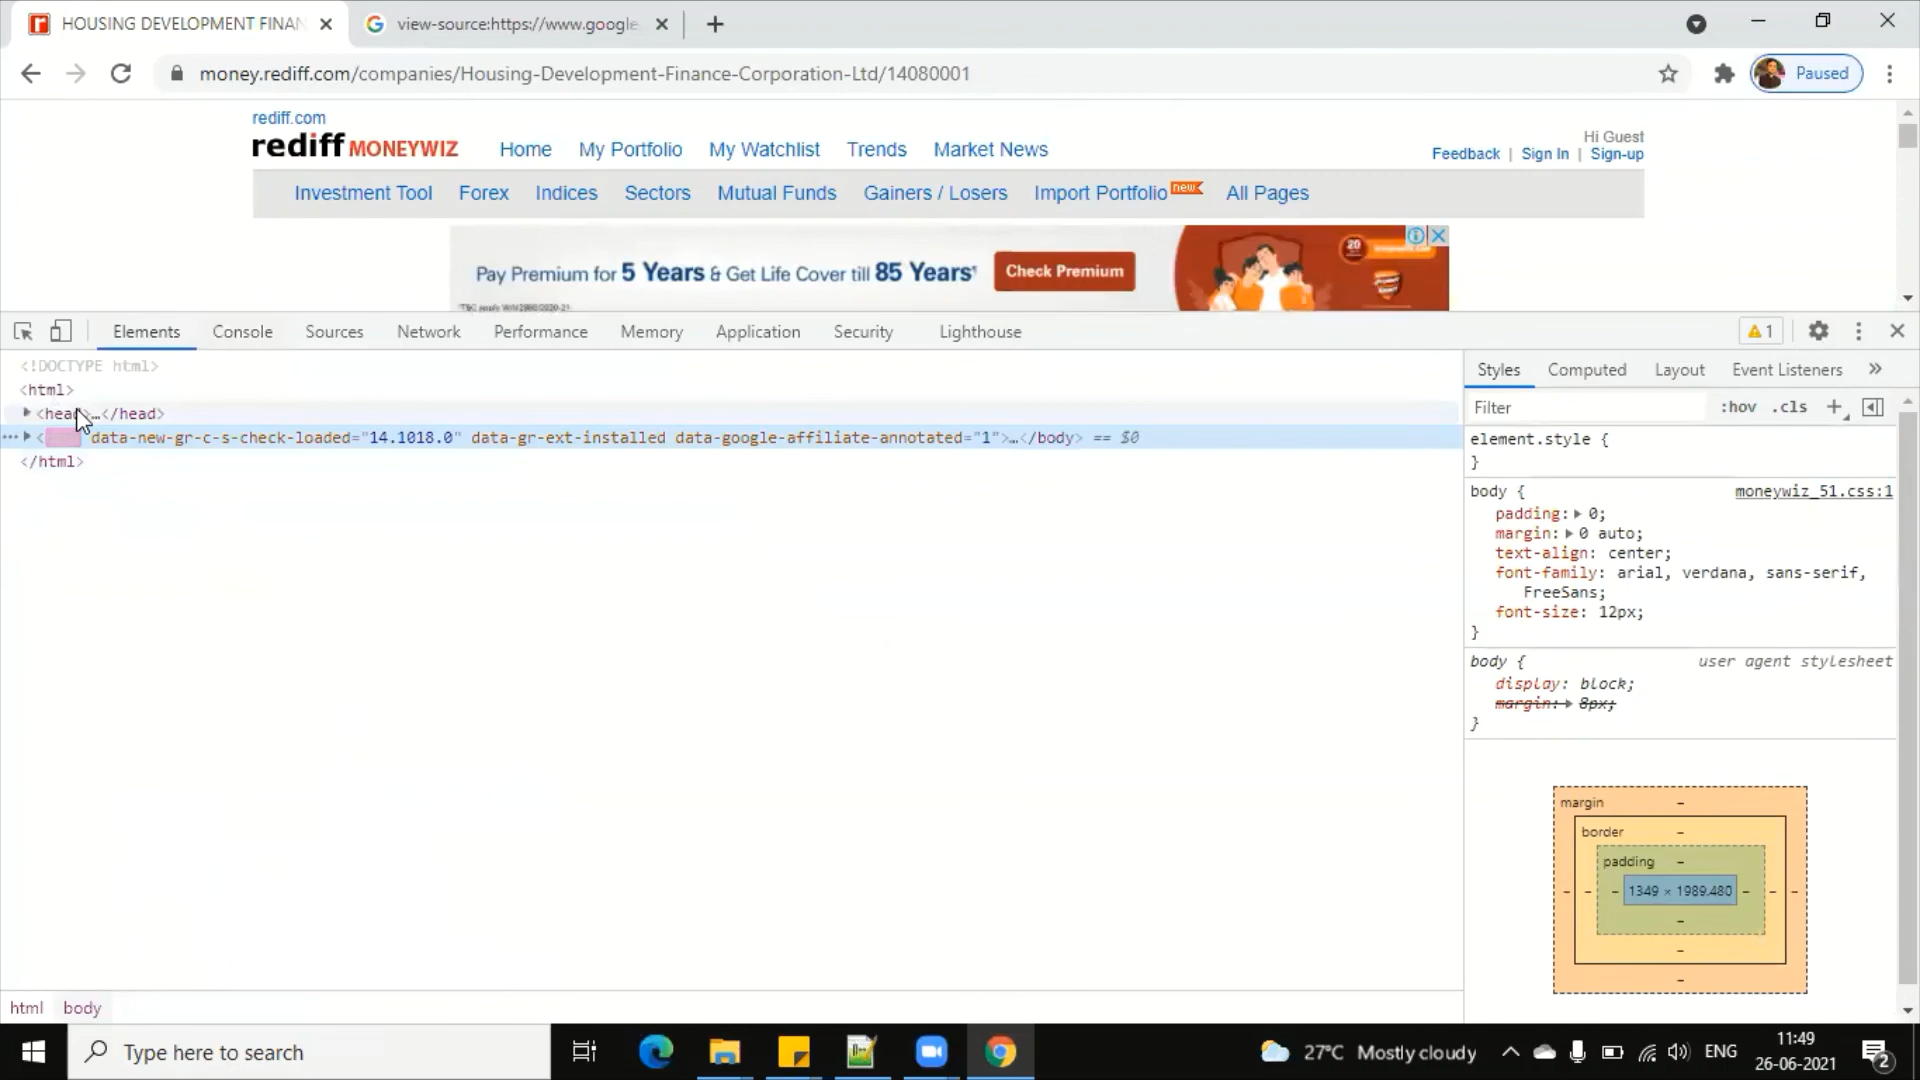 HOUSING DEVELOPMENT FINAN
view-source:https://www.google
money.rediff.com/companies/Housing-Development-Finance-Corporation-Ltd/14080001
Paused
rediff.com
rediff MONEYWIZ
Home My Portfolio My Watchlist Trends Market News
Hi Guest
Feedback | Sign In | Sign-up
Investment Tool Forex Indices Sectors Mutual Funds Gainers / Losers Import Portfolio new All Pages
Pay Premium for 5 Years & Get Life Cover till 85 Years
Check Premium
20
Elements Console Sources Network Performance Memory Application Security Lighthouse
1
<!DOCTYPE html>
<html>
<head>…</head>
< data-new-gr-c-s-check-loaded="14.1018.0" data-gr-ext-installed data-google-affiliate-annotated="1">…</body> == $0
</html>
Styles Computed Layout Event Listeners »
Filter :hov .cls +
element.style {
}
body { moneywiz_51.css:1
padding: 0;
margin: 0 auto;
text-align: center;
font-family: arial, verdana, sans-serif,
FreeSans;
font-size: 12px;
}
body { user agent stylesheet
display: block;
margin: 8px;
}
margin –
border –
padding –
– – – 1349 × 1989.480 – – –
–
–
–
html body
Type here to search
27°C Mostly cloudy
ENG
11:49
26-06-2021
2